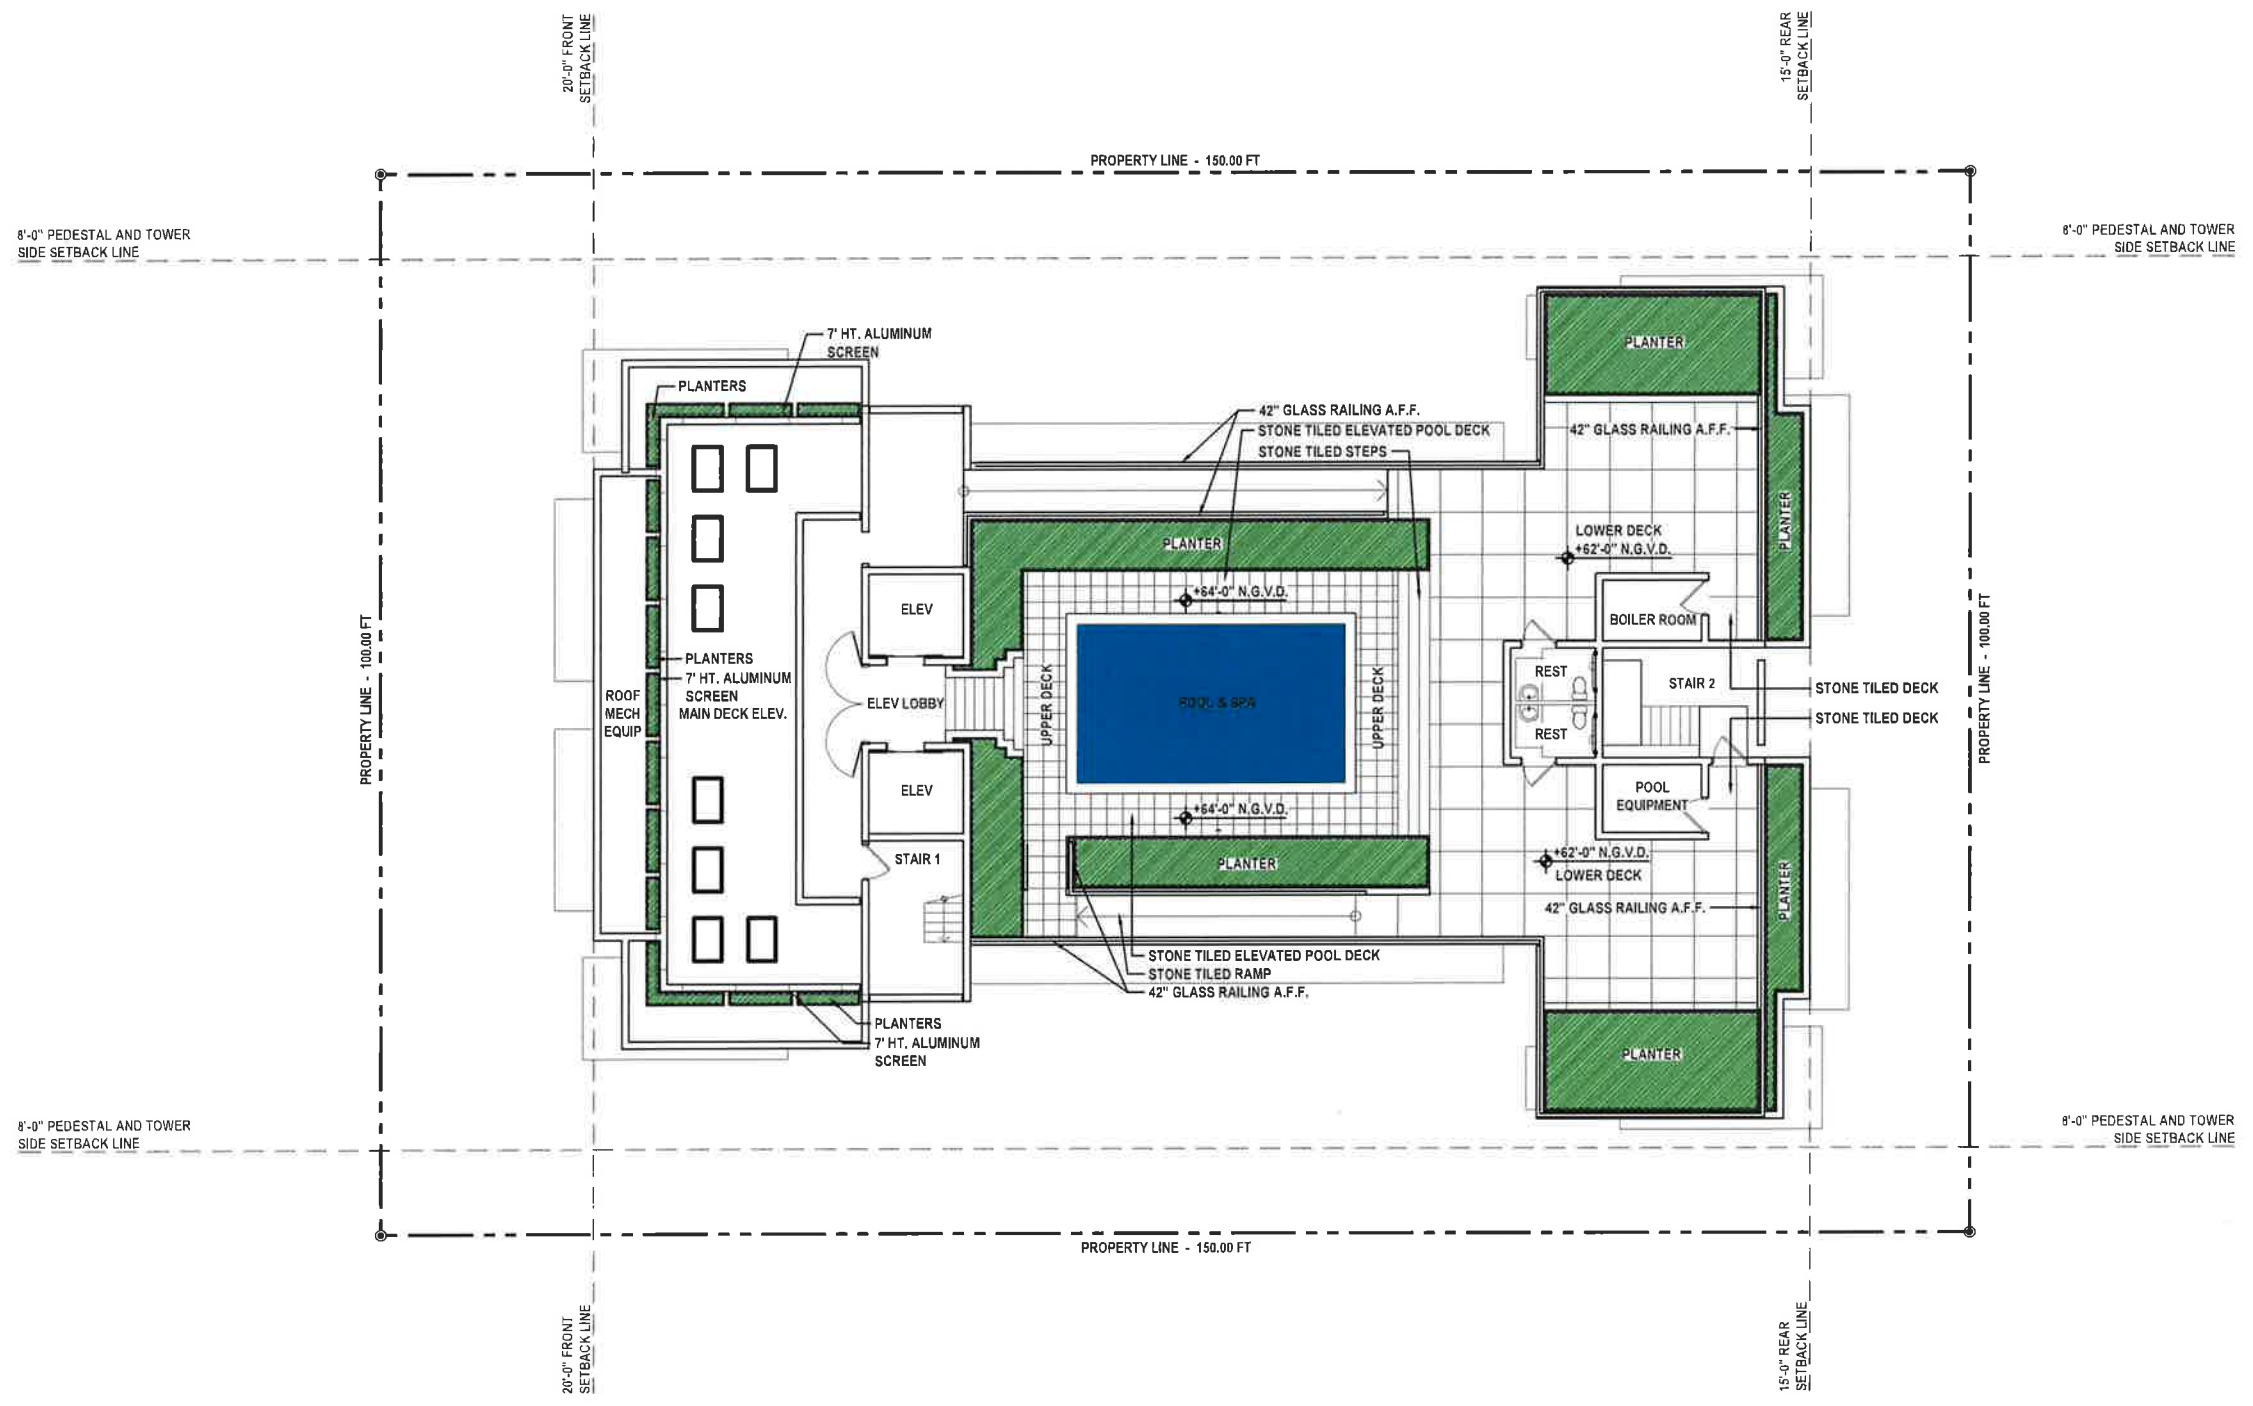 20'-0" FRONT
SETBACK LINE
15'-0" REAR
SETBACK LINE
PROPERTY LINE - 150.00 FT
8'-0" PEDESTAL AND TOWER
SIDE SETBACK LINE
8'-0" PEDESTAL AND TOWER
SIDE SETBACK LINE
7' HT. ALUMINUM
SCREEN
PLANTERS
PLANTER
42" GLASS RAILING A.F.F.
STONE TILED ELEVATED POOL DECK
STONE TILED STEPS
42" GLASS RAILING A.F.F.
PLANTER
PLANTER
LOWER DECK
+62'-0" N.G.V.D.
+64'-0" N.G.V.D.
ELEV
BOILER ROOM
PROPERTY LINE - 100.00 FT
PROPERTY LINE - 100.00 FT
PLANTERS
7' HT. ALUMINUM
SCREEN
MAIN DECK ELEV.
ROOF
MECH
EQUIP
ELEV LOBBY
UPPER DECK
POOL & SPA
UPPER DECK
REST
REST
STAIR 2
STONE TILED DECK
STONE TILED DECK
ELEV
POOL
EQUIPMENT
+64'-0" N.G.V.D.
STAIR 1
PLANTER
+62'-0" N.G.V.D.
LOWER DECK
PLANTER
42" GLASS RAILING A.F.F.
STONE TILED ELEVATED POOL DECK
STONE TILED RAMP
42" GLASS RAILING A.F.F.
PLANTERS
7' HT. ALUMINUM
SCREEN
PLANTER
8'-0" PEDESTAL AND TOWER
SIDE SETBACK LINE
8'-0" PEDESTAL AND TOWER
SIDE SETBACK LINE
PROPERTY LINE - 150.00 FT
20'-0" FRONT
SETBACK LINE
15'-0" REAR
SETBACK LINE